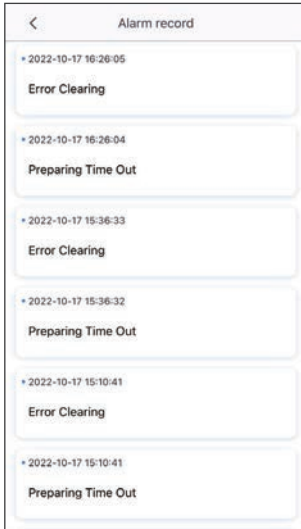 Alarm record
2022-10-17 16:26:05
Error Clearing
2022-10-17 16:26:04
Preparing Time Out
2022-10-17 15:36:33
Error Clearing
2022-10-17 15:36:32
Preparing Time Out
2022-10-17 15:10:41
Error Clearing
2022-10-17 15:10:41
Preparing Time Out